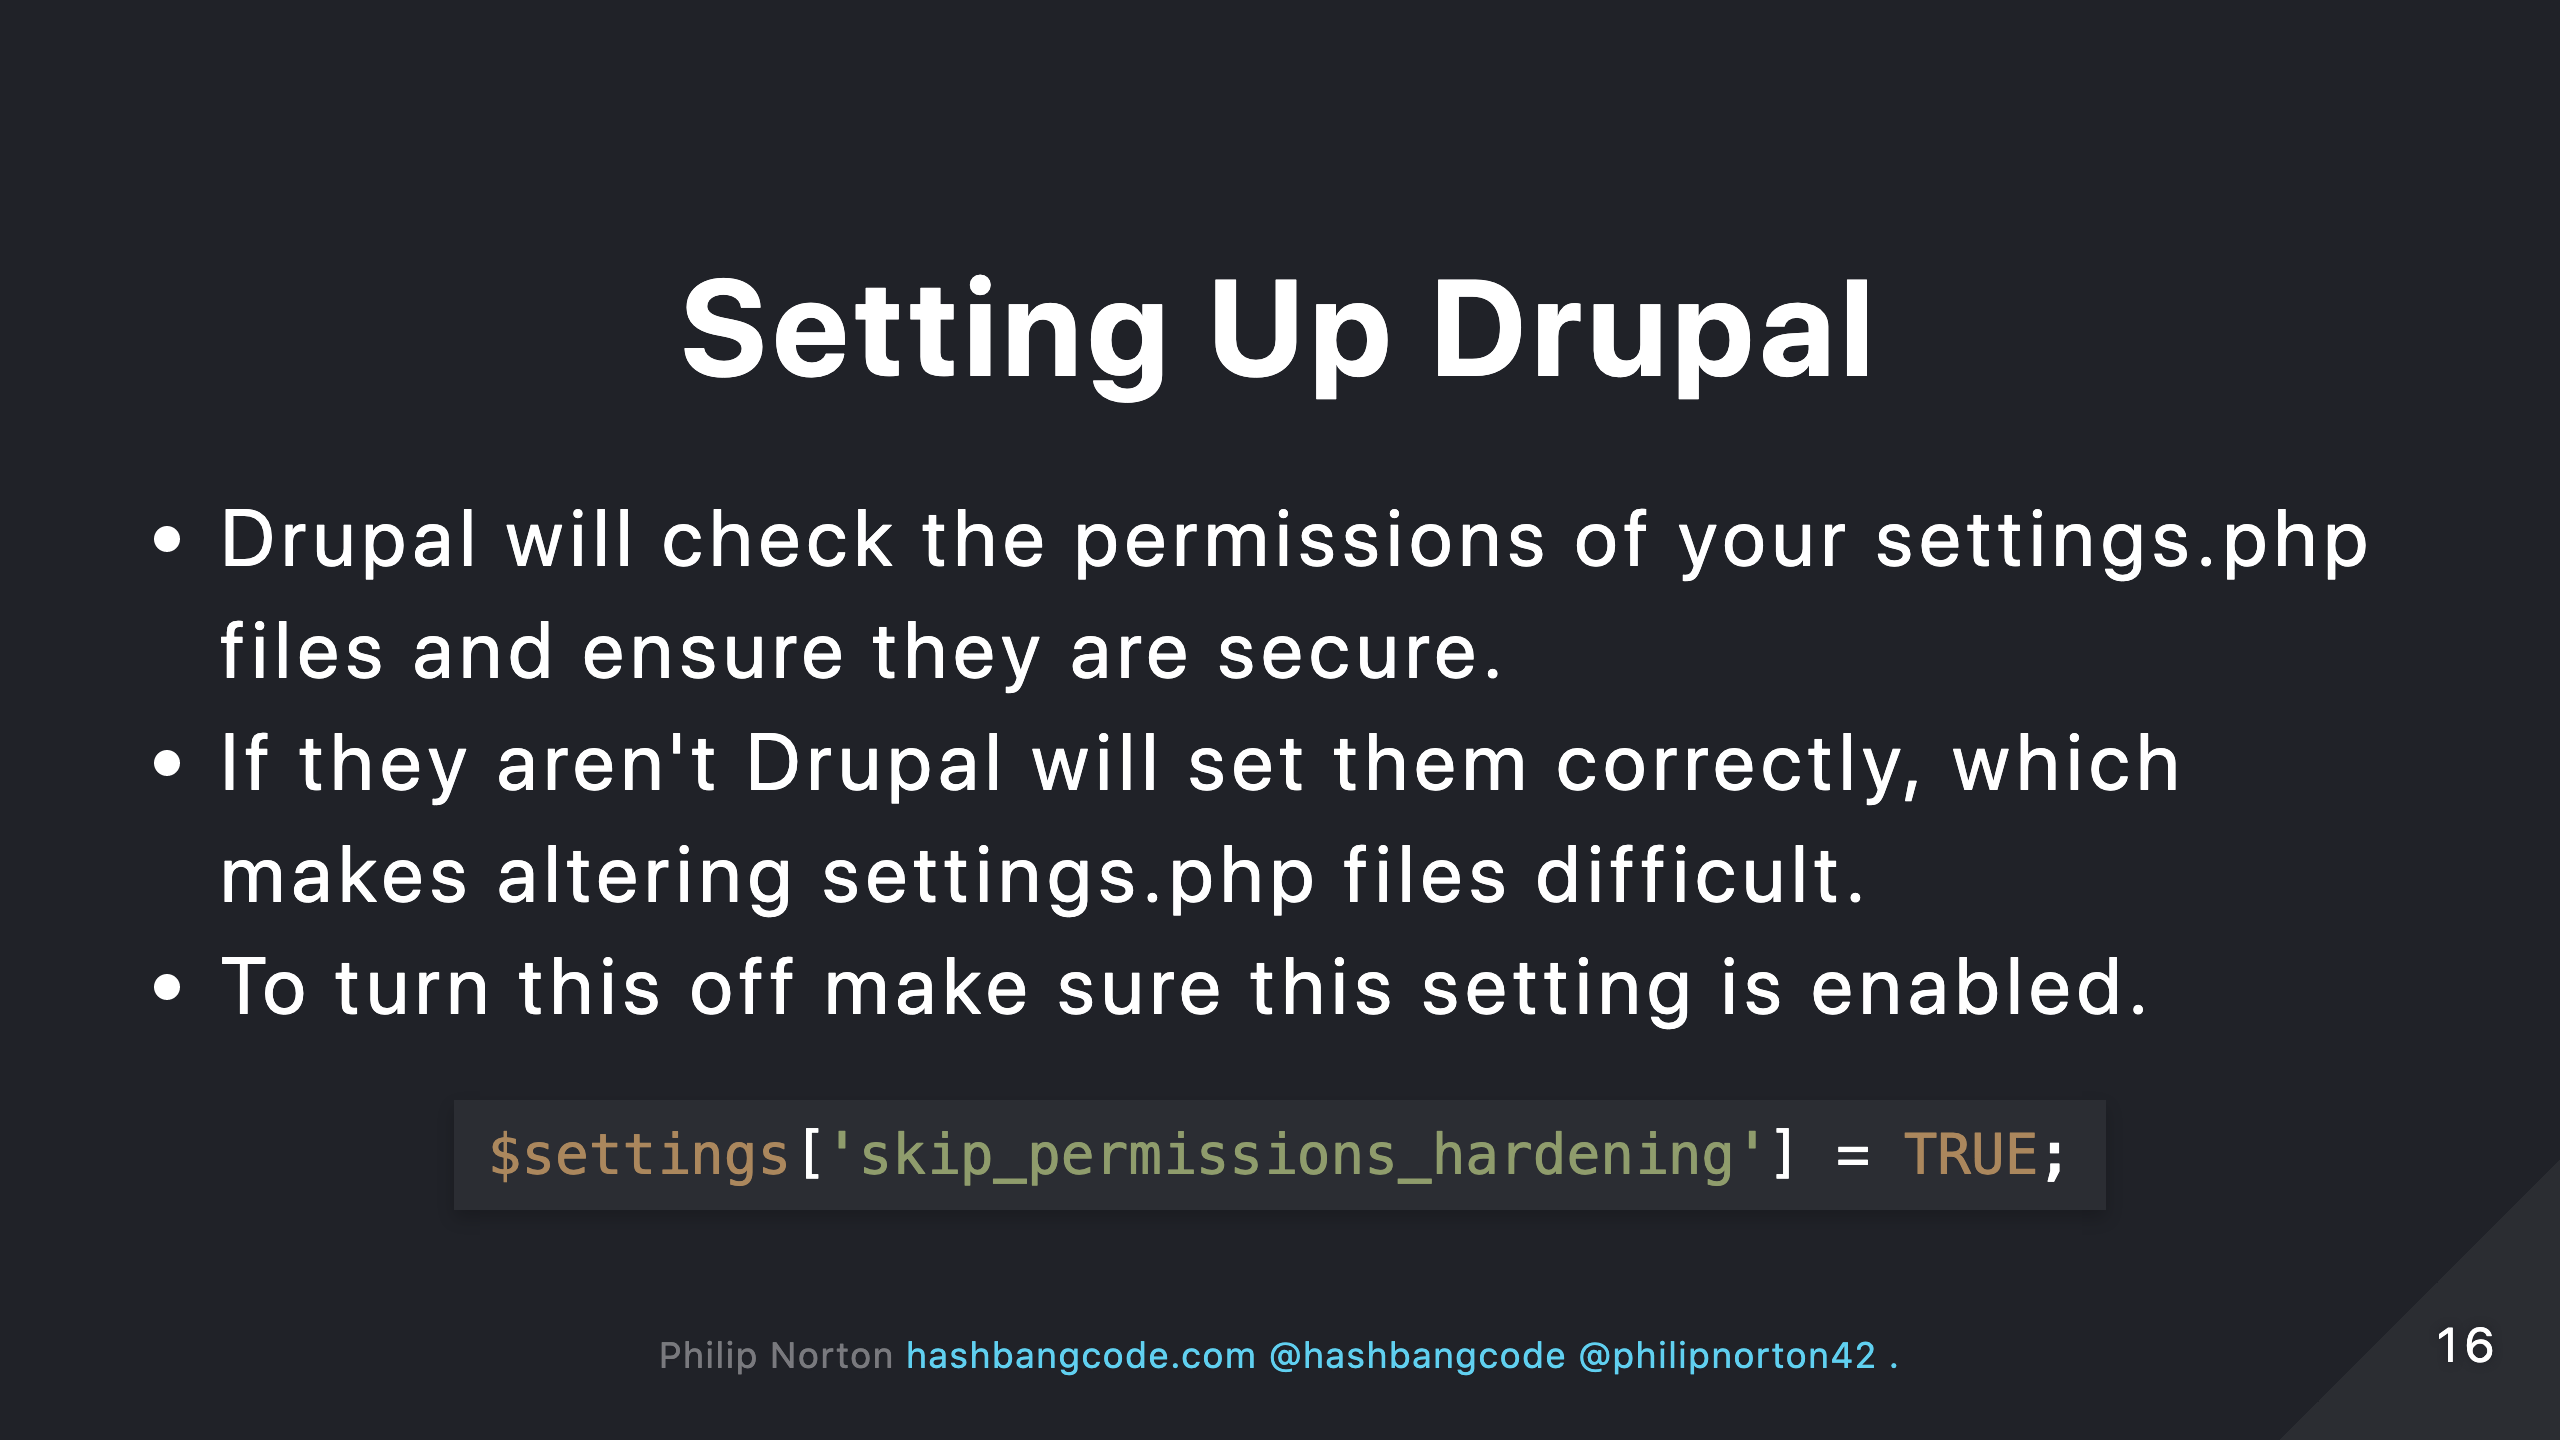 Setting Up Drupal
• Drupal will check the permissions of your settings.php
files and ensure they are secure.
• If they aren't Drupal will set them correctly, which
makes altering settings.php files difficult.
• To turn this off make sure this setting is enabled.
$settings['skip_permissions_hardening'] = TRUE;
Philip Norton hashbangcode.com @hashbangcode @philipnorton42 .
16